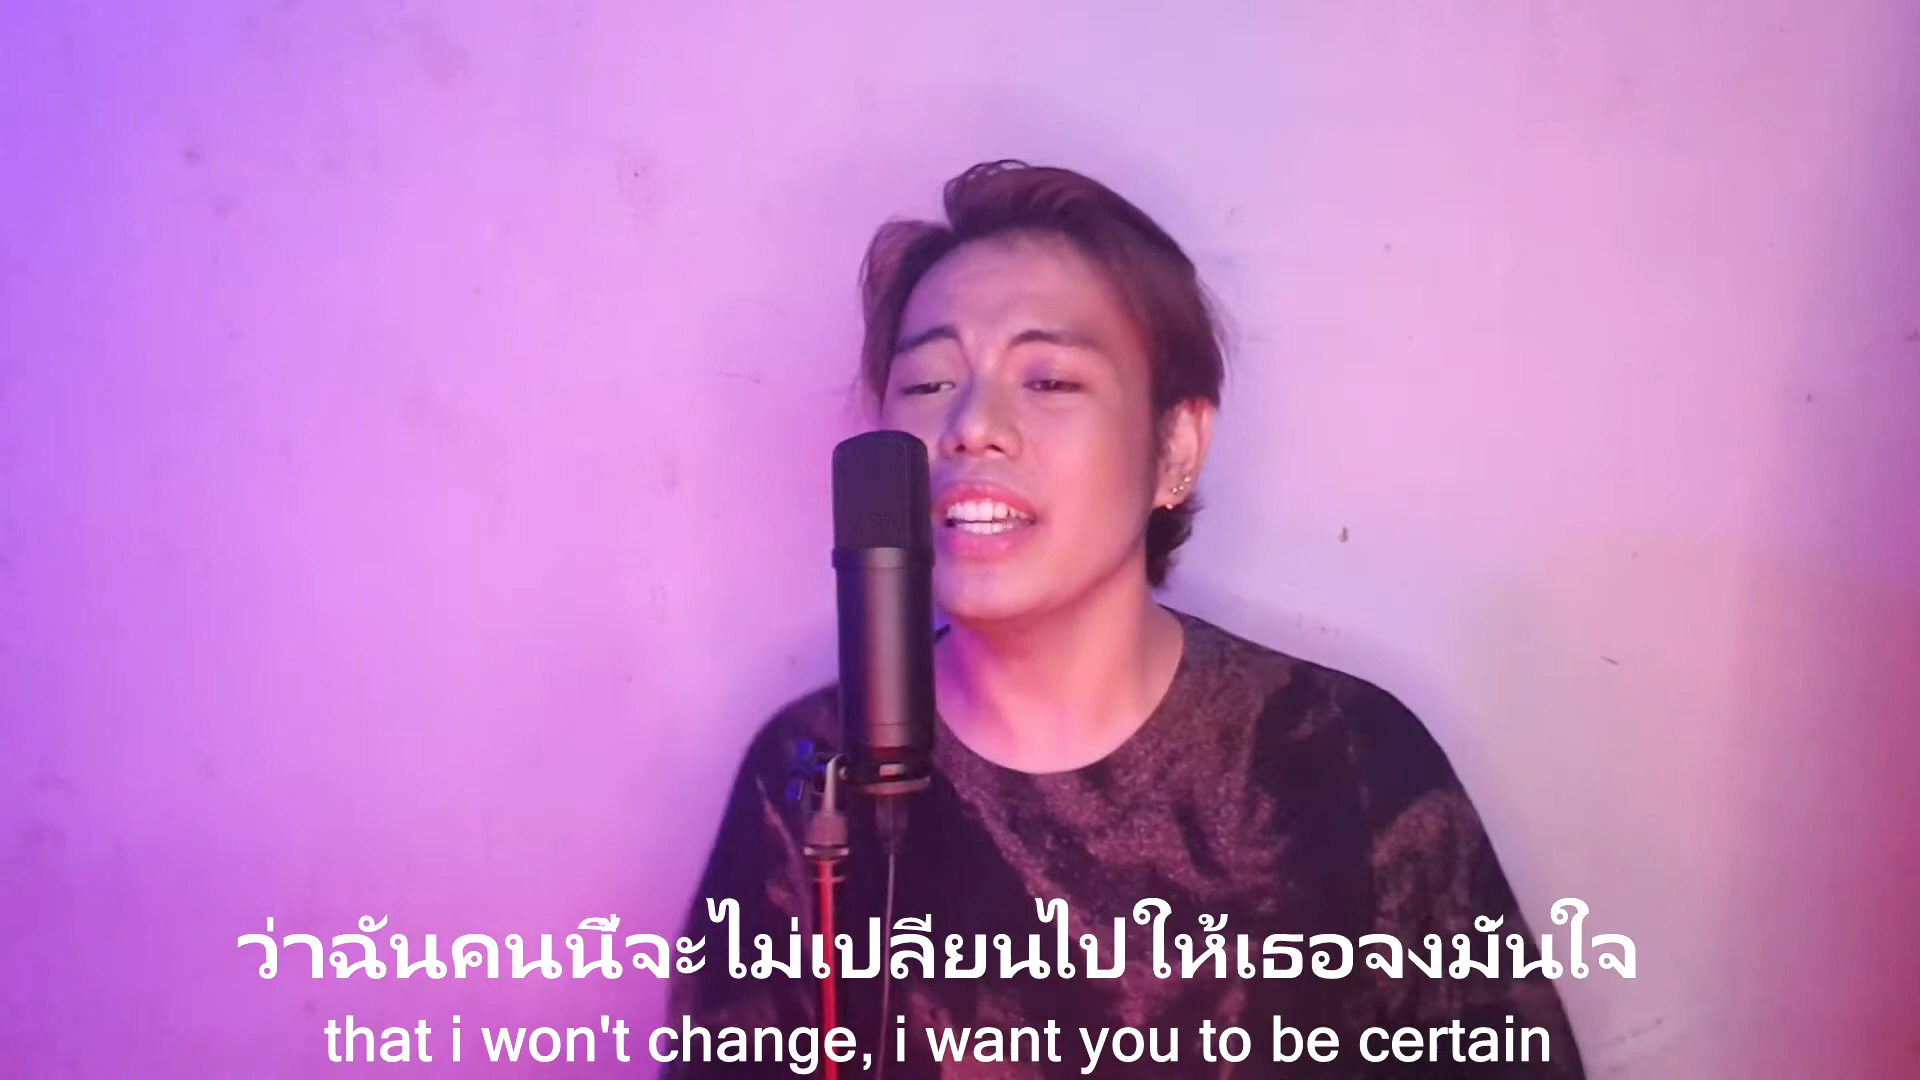 ว่าฉันคนนี้จะไม่เปลี่ยนไป ให้เธอจงมั่นใจ
that i won't change, i want you to be certain